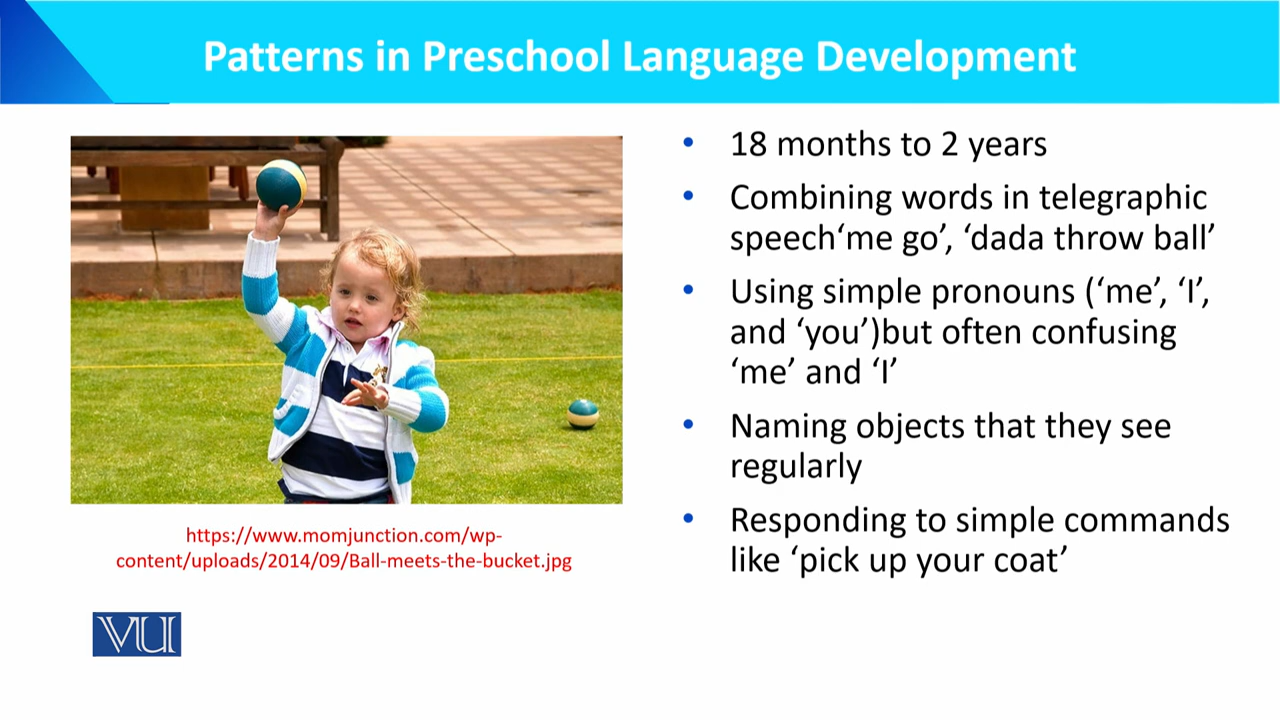 Patterns in Preschool Language Development
• 18 months to 2 years
• Combining words in telegraphic
speech‘me go’, ‘dada throw ball’
• Using simple pronouns (‘me’, ‘I’,
and ‘you’)but often confusing
‘me’ and ‘I’
• Naming objects that they see
regularly
• Responding to simple commands
like ‘pick up your coat’
https://www.momjunction.com/wp-
content/uploads/2014/09/Ball-meets-the-bucket.jpg
VU